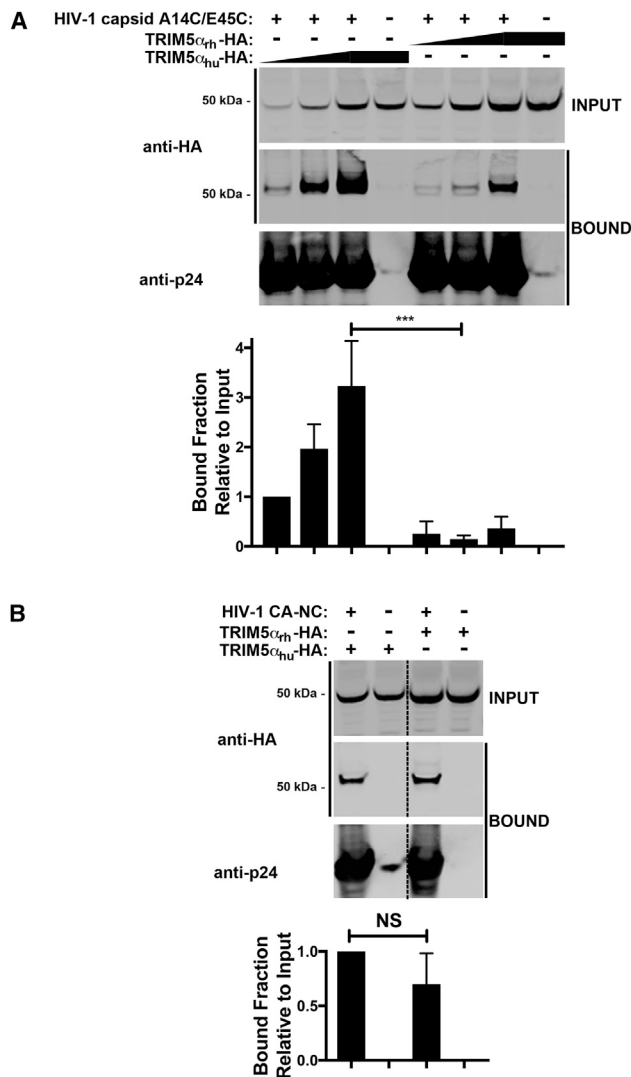 A
HIV-1 capsid A14C/E45C: + + + - + + + -
TRIM5αrh-HA: - - - -
TRIM5αhu-HA: - - - -
50 kDa -
INPUT
anti-HA
50 kDa -
BOUND
anti-p24
***
Bound Fraction
Relative to Input
4
3
2
1
0
B
HIV-1 CA-NC: + - + -
TRIM5αrh-HA: - - + +
TRIM5αhu-HA: + + - -
50 kDa -
INPUT
anti-HA
50 kDa -
BOUND
anti-p24
NS
Bound Fraction
Relative to Input
1.0
0.5
0.0